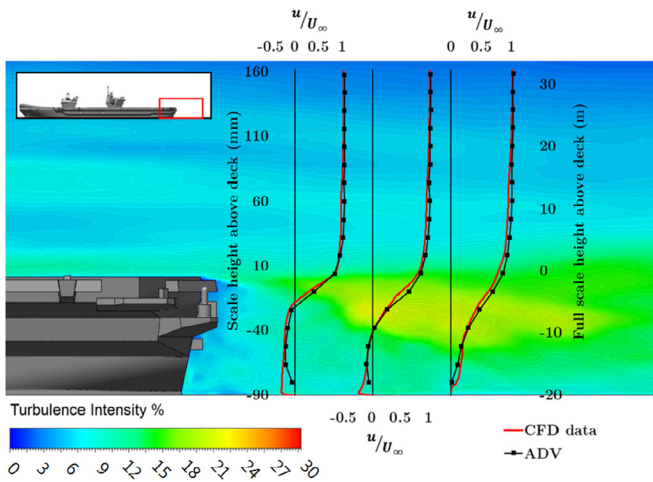 u/U∞
u/U∞
-0.5 0 0.5 1
0 0.5 1
160
110
60
10
-40
-90
Scale height above deck (mm)
30
20
10
0
-10
-20
Full scale height above deck (m)
Turbulence Intensity %
0 3 6 9 12 15 18 21 24 27 30
-0.5 0 0.5 1
u/U∞
CFD data
ADV